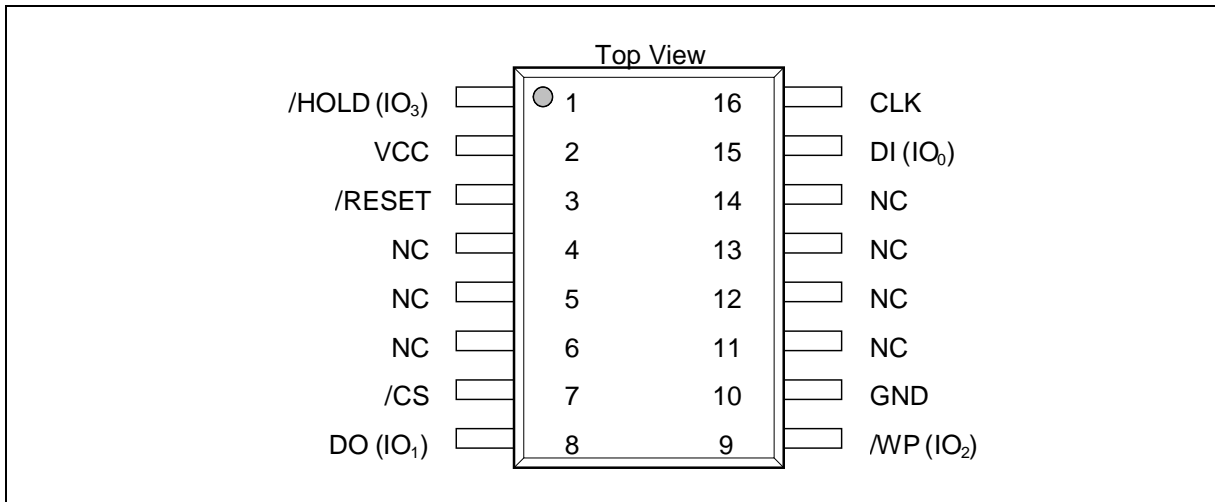 Top View
/HOLD (IO₃) 1 16 CLK
VCC 2 15 DI (IO₀)
/RESET 3 14 NC
NC 4 13 NC
NC 5 12 NC
NC 6 11 NC
/CS 7 10 GND
DO (IO₁) 8 9 /WP (IO₂)